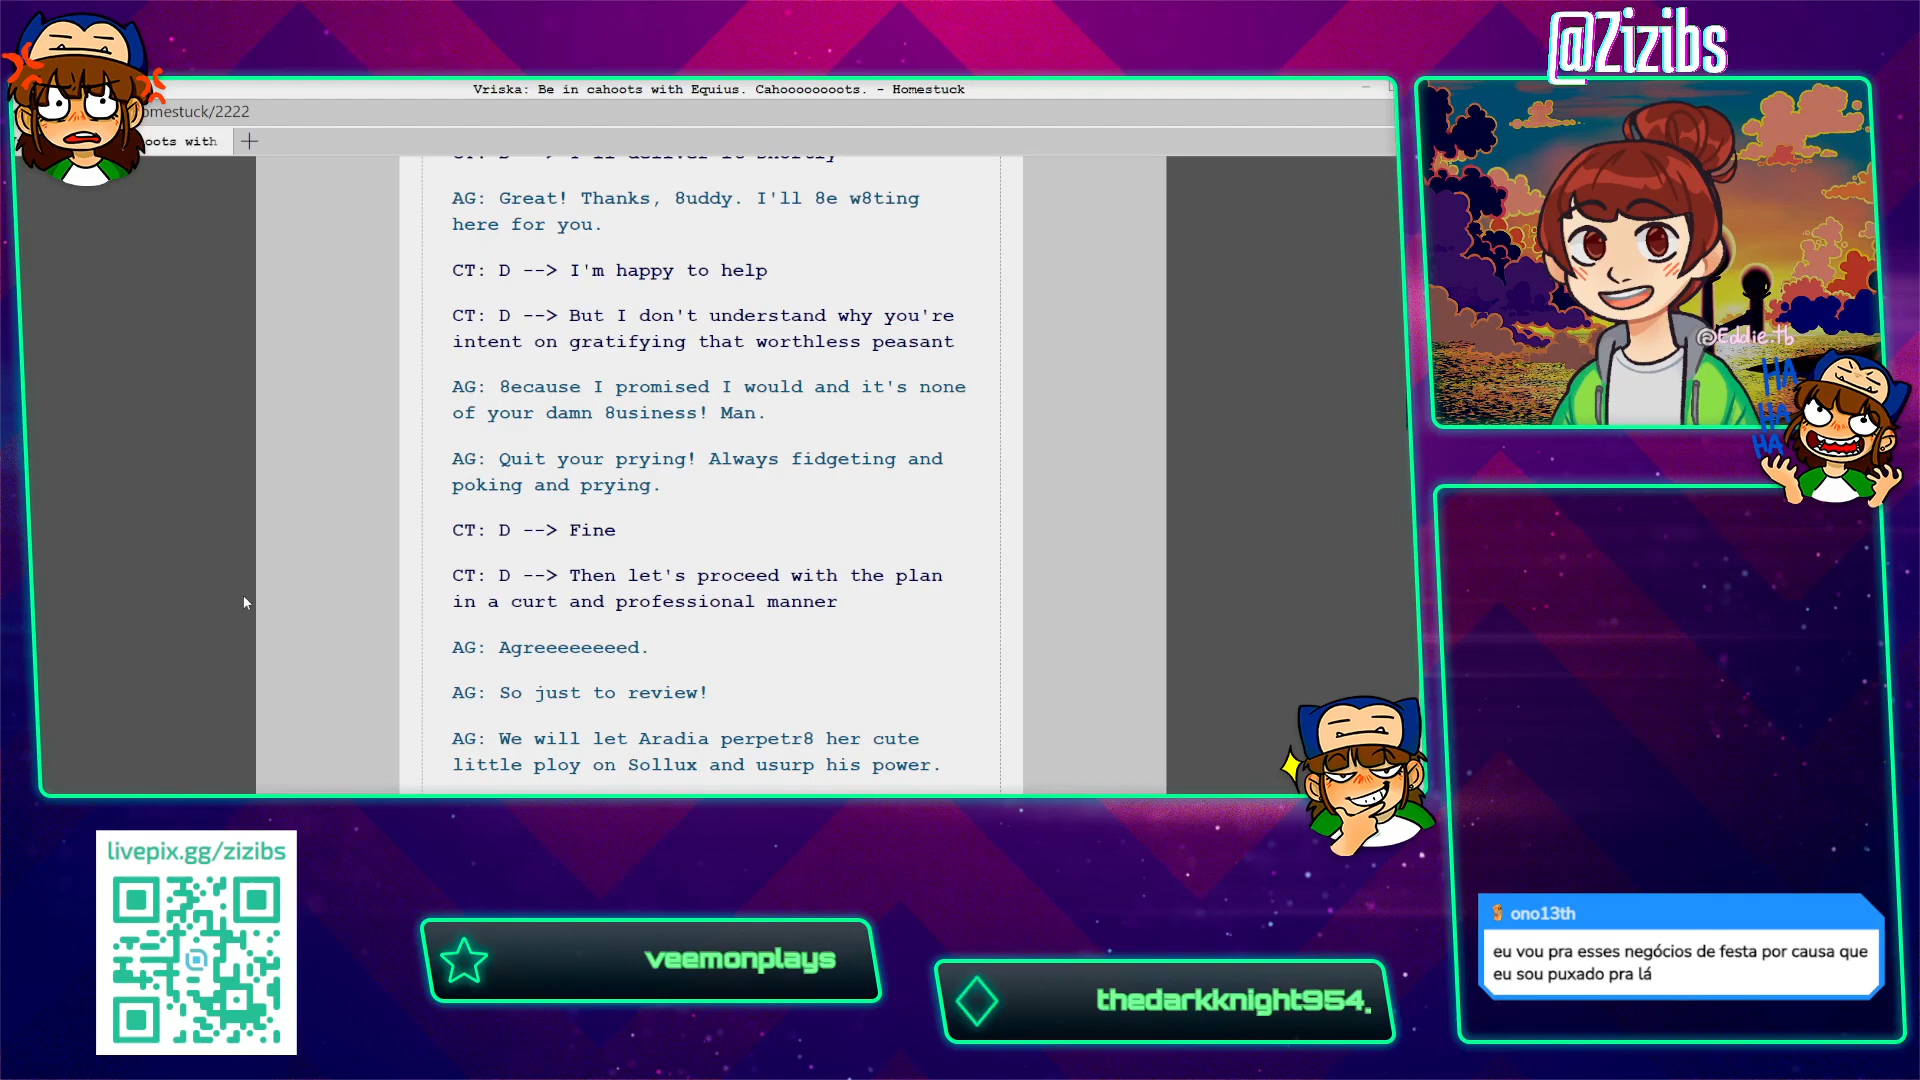 @Zizibs
Vriska: Be in cahoots with Equius. Cahoooooooots. - Homestuck
omestuck/2222
oots with
AG: Great! Thanks, 8uddy. I'll 8e w8ting
here for you.
CT: D --> I'm happy to help
CT: D --> But I don't understand why you're
intent on gratifying that worthless peasant
AG: 8ecause I promised I would and it's none
of your damn 8usiness! Man.
AG: Quit your prying! Always fidgeting and
poking and prying.
CT: D --> Fine
CT: D --> Then let's proceed with the plan
in a curt and professional manner
AG: Agreeeeeeeed.
AG: So just to review!
AG: We will let Aradia perpetr8 her cute
little ploy on Sollux and usurp his power.
@Eddie.tb
HA
HA
HA
livepix.gg/zizibs
veemonplays
thedarkknight954.
ono13th
eu vou pra esses negócios de festa por causa que
eu sou puxado pra lá